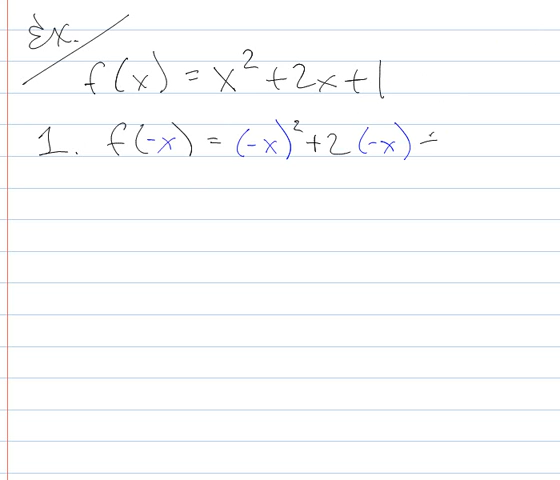 Ex.
f(x) = x² + 2x + 1
1. f(-x) = (-x)² + 2(-x)